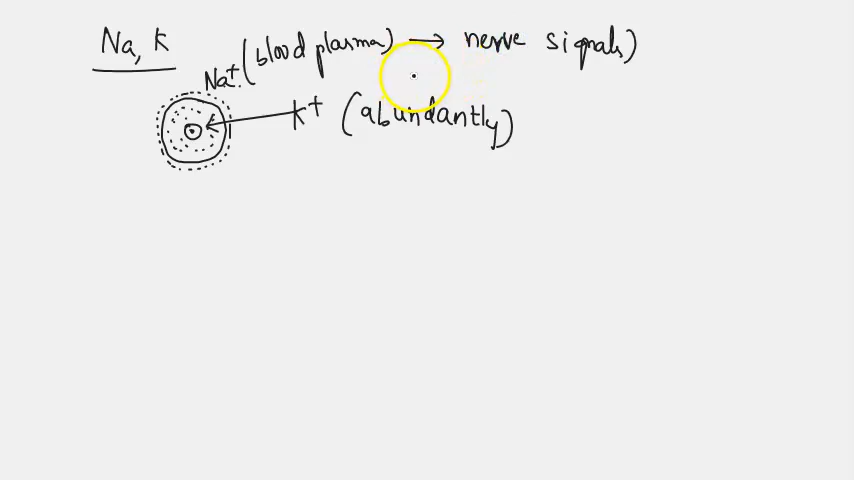 Na, K
Na⁺ (blood plasma) → nerve signals)
K⁺ (abundantly)